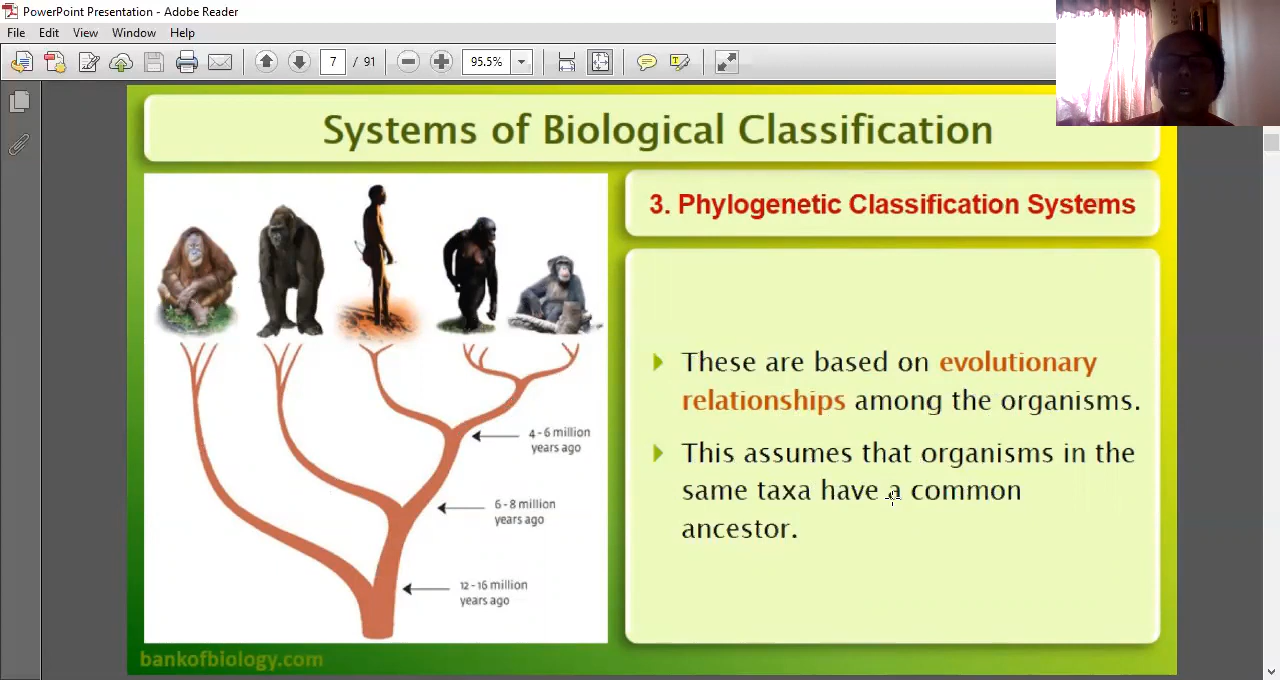 PowerPoint Presentation - Adobe Reader
File Edit View Window Help
7 / 91 95.5%
Systems of Biological Classification
3. Phylogenetic Classification Systems
These are based on evolutionary
relationships among the organisms.
This assumes that organisms in the
same taxa have a common
ancestor.
4 - 6 million
years ago
6 - 8 million
years ago
12 - 16 million
years ago
bankofbiology.com